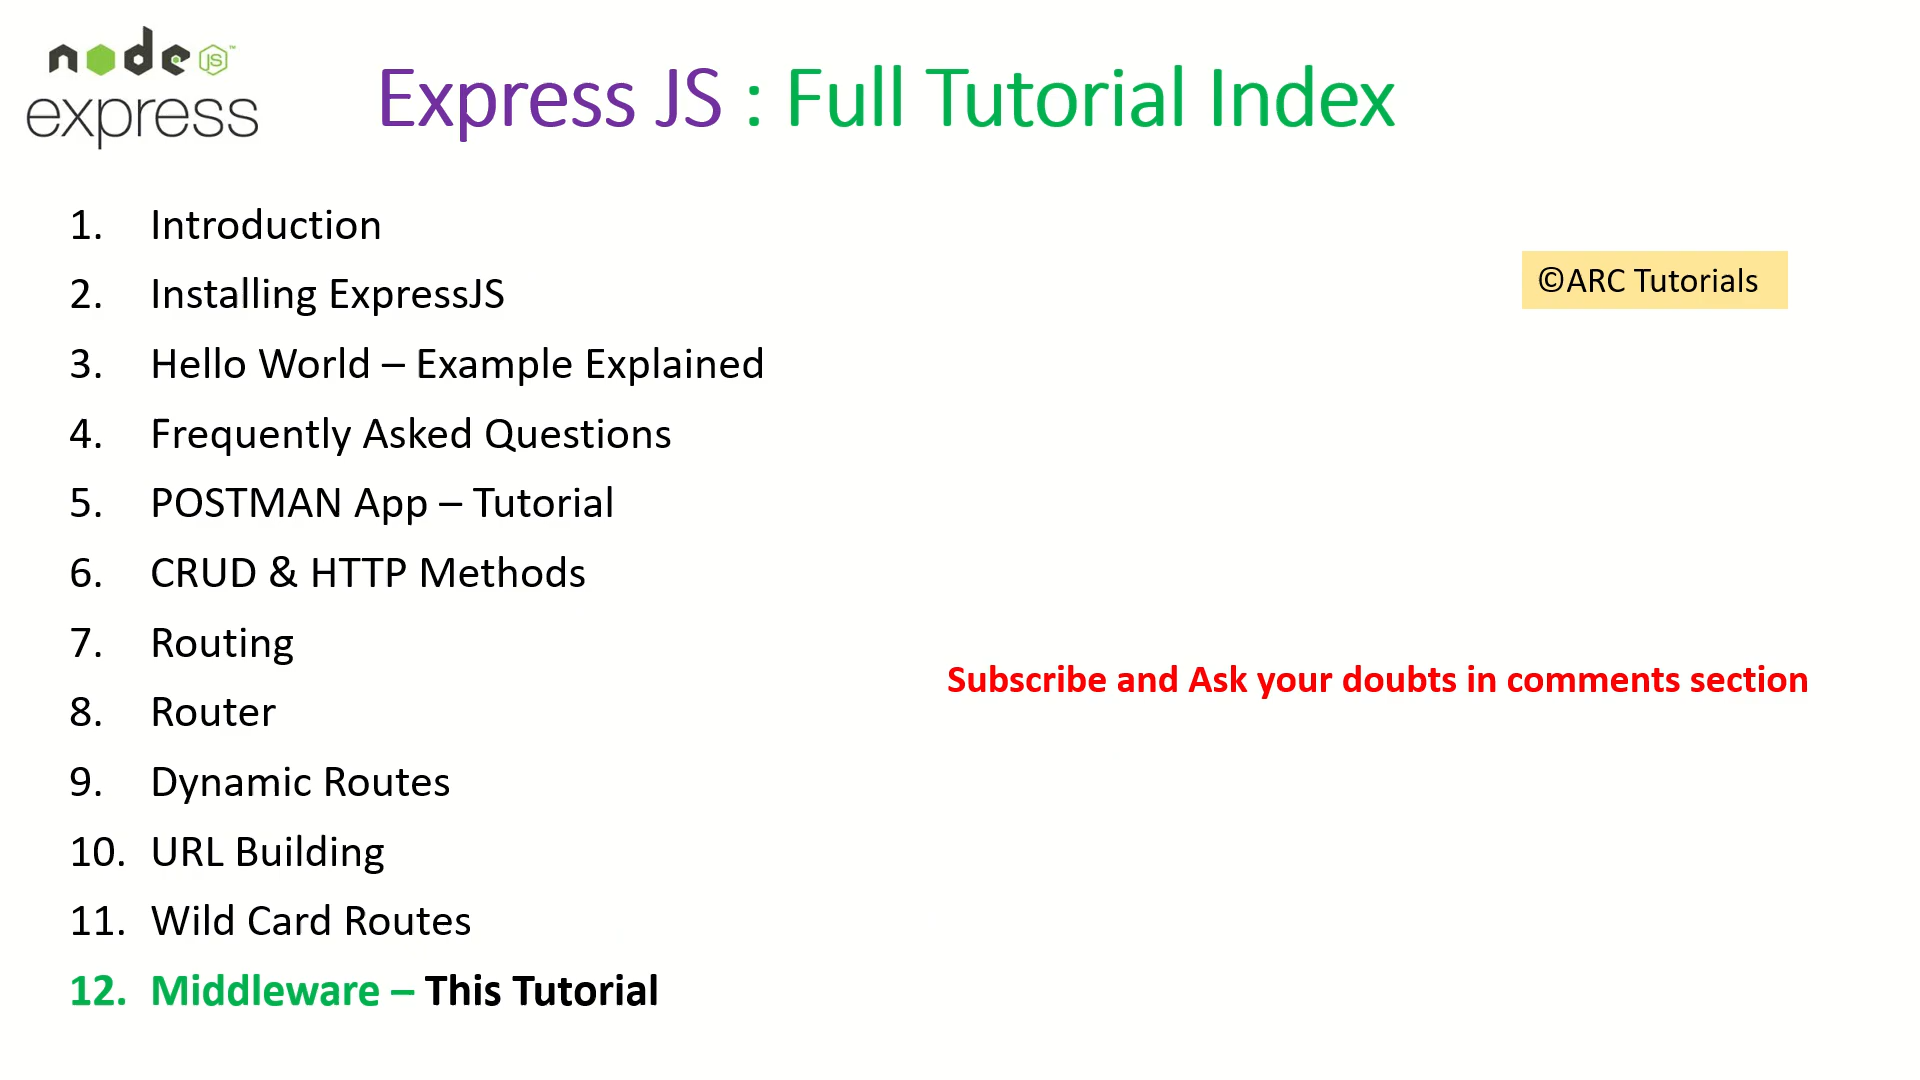 node JS ™
express
Express JS : Full Tutorial Index
1. Introduction
2. Installing ExpressJS
3. Hello World – Example Explained
4. Frequently Asked Questions
5. POSTMAN App – Tutorial
6. CRUD & HTTP Methods
7. Routing
8. Router
9. Dynamic Routes
10. URL Building
11. Wild Card Routes
12. Middleware – This Tutorial
©ARC Tutorials
Subscribe and Ask your doubts in comments section